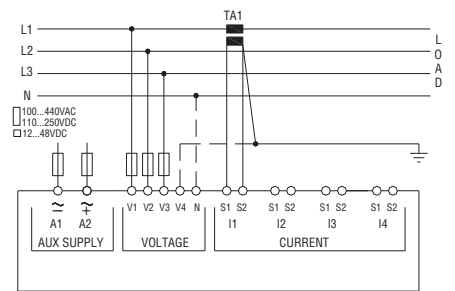 TA1
L1
L2
L3
N
LOAD
100...440VAC
110...250VDC
12...48VDC
A1 A2
AUX SUPPLY
V1 V2 V3 V4 N
VOLTAGE
S1 S2 S1 S2 S1 S2 S1 S2
I1 I2 I3 I4
CURRENT